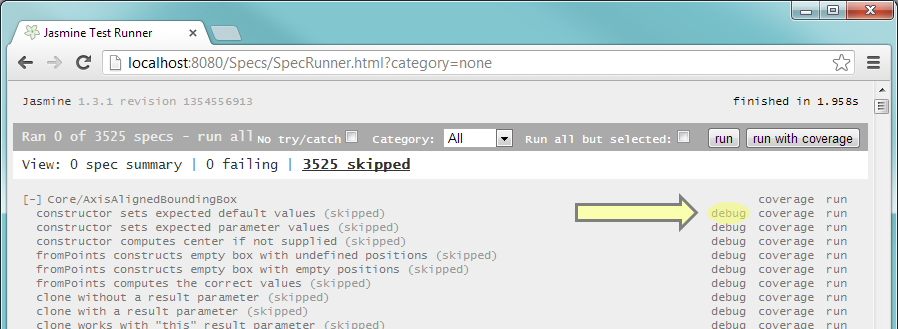 Jasmine Test Runner
localhost:8080/Specs/SpecRunner.html?category=none
Jasmine 1.3.1 revision 1354556913 finished in 1.958s
Ran 0 of 3525 specs - run all No try/catch Category: All Run all but selected: run run with coverage
View: 0 spec summary | 0 failing | 3525 skipped
[-] Core/AxisAlignedBoundingBox coverage run
constructor sets expected default values (skipped) debug coverage run
constructor sets expected parameter values (skipped) debug coverage run
constructor computes center if not supplied (skipped) debug coverage run
fromPoints constructs empty box with undefined positions (skipped) debug coverage run
fromPoints constructs empty box with empty positions (skipped) debug coverage run
fromPoints computes the correct values (skipped) debug coverage run
clone without a result parameter (skipped) debug coverage run
clone with a result parameter (skipped) debug coverage run
clone works with "this" result parameter (skipped) debug coverage run